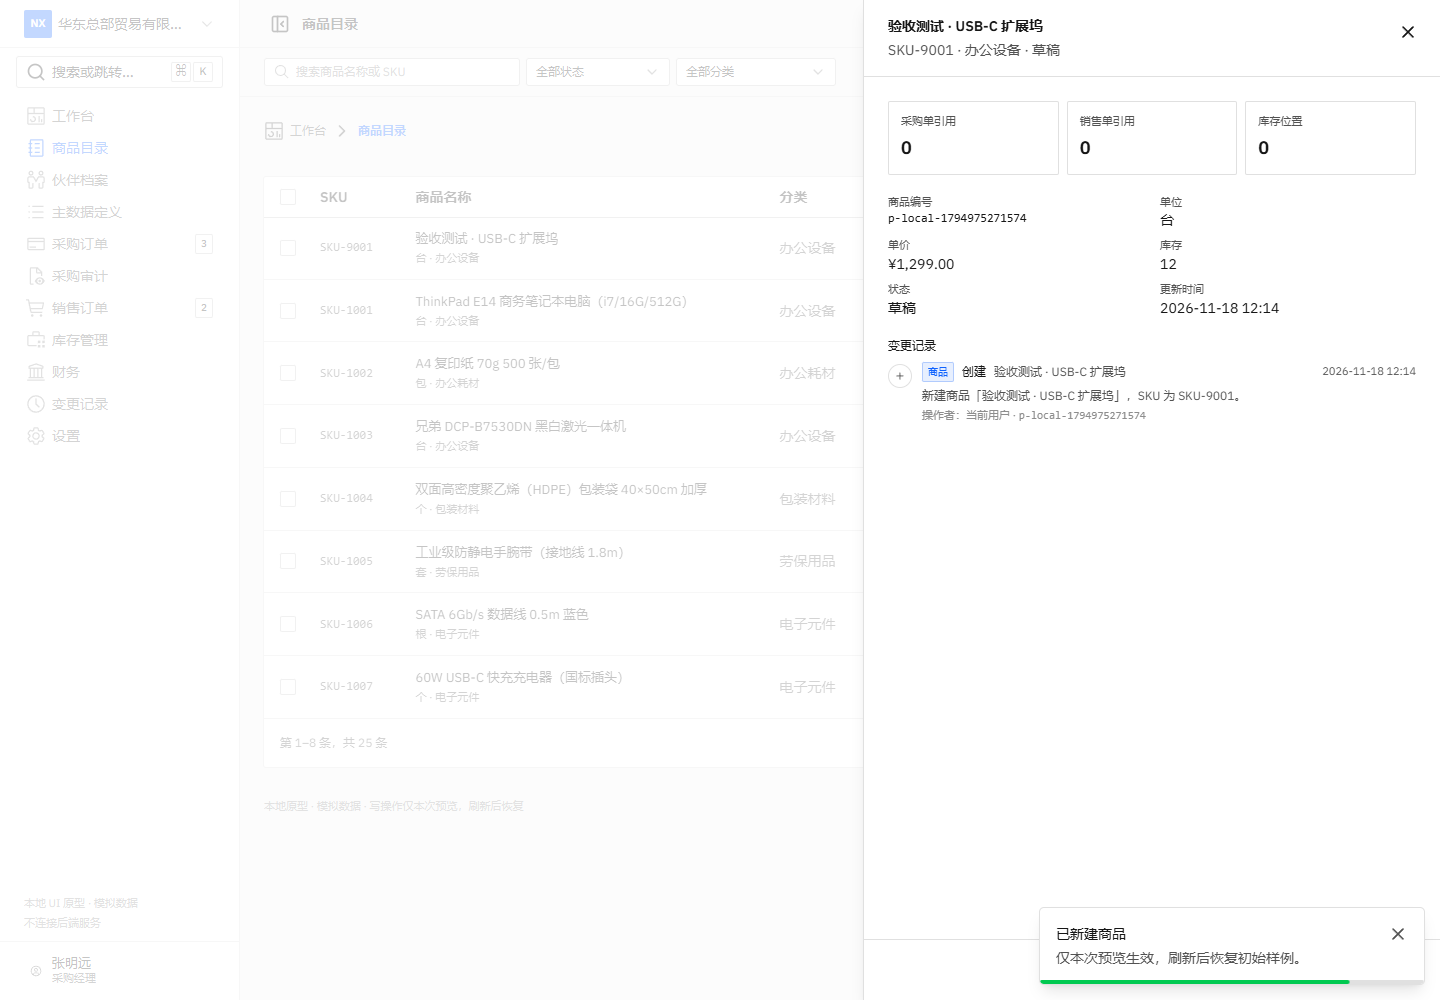 NX 华东总部贸易有限...
搜索或跳转... ⌘ K
工作台
商品目录
伙伴档案
主数据定义
采购订单 3
采购审计
销售订单 2
库存管理
财务
变更记录
设置
本地 UI 原型 · 模拟数据
不连接后端服务
张明远
采购经理
商品目录
搜索商品名称或 SKU 全部状态 全部分类
工作台 商品目录
SKU 商品名称 分类
SKU-9001 验收测试 · USB-C 扩展坞 办公设备
台 · 办公设备
SKU-1001 ThinkPad E14 商务笔记本电脑（i7/16G/512G） 办公设备
台 · 办公设备
SKU-1002 A4 复印纸 70g 500 张/包 办公耗材
包 · 办公耗材
SKU-1003 兄弟 DCP-B7530DN 黑白激光一体机 办公设备
台 · 办公设备
SKU-1004 双面高密度聚乙烯（HDPE）包装袋 40×50cm 加厚 包装材料
个 · 包装材料
SKU-1005 工业级防静电手腕带（接地线 1.8m） 劳保用品
套 · 劳保用品
SKU-1006 SATA 6Gb/s 数据线 0.5m 蓝色 电子元件
根 · 电子元件
SKU-1007 60W USB-C 快充充电器（国标插头） 电子元件
个 · 电子元件
第 1–8 条，共 25 条
本地原型 · 模拟数据 · 写操作仅本次预览，刷新后恢复
验收测试 · USB-C 扩展坞
SKU-9001 · 办公设备 · 草稿
采购单引用 销售单引用 库存位置
0 0 0
商品编号 单位
p-local-1794975271574 台
单价 库存
¥1,299.00 12
状态 更新时间
草稿 2026-11-18 12:14
变更记录
商品 创建 验收测试 · USB-C 扩展坞 2026-11-18 12:14
新建商品「验收测试 · USB-C 扩展坞」，SKU 为 SKU-9001。
操作者：当前用户 · p-local-1794975271574
已新建商品
仅本次预览生效，刷新后恢复初始样例。